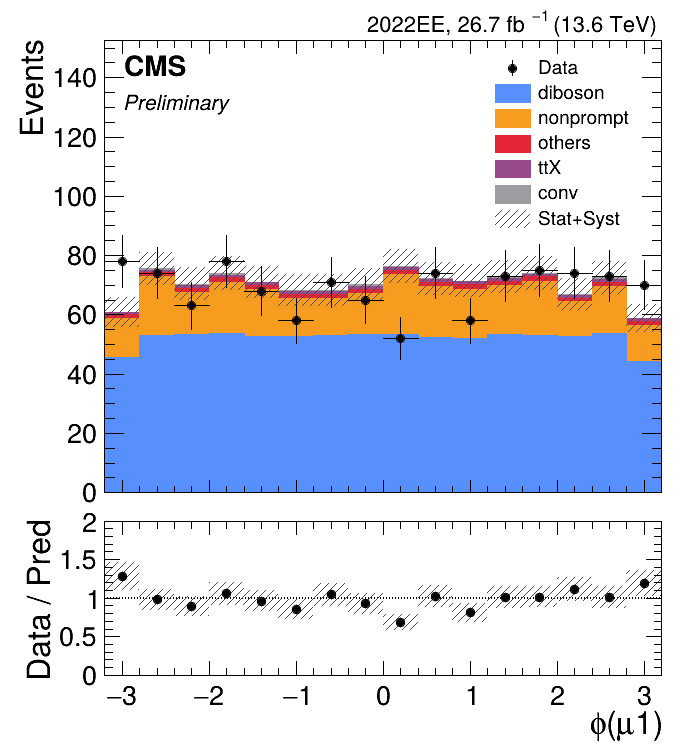 2022EE, 26.7 fb⁻¹ (13.6 TeV)
CMS
Preliminary
Data
diboson
nonprompt
others
ttX
conv
Stat+Syst
Events
140
120
100
80
60
40
20
0
Data / Pred
2
1.5
1
0.5
0
−3 −2 −1 0 1 2 3
ϕ(μ1)